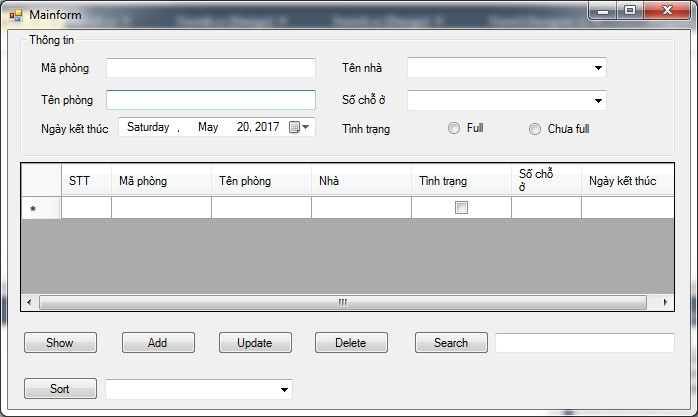 Mainform
Thông tin
Mã phòng
Tên nhà
Tên phòng
Số chỗ ở
Ngày kết thúc
Saturday , May 20, 2017
Tình trạng
Full
Chưa full
STT
Mã phòng
Tên phòng
Nhà
Tình trạng
Số chỗ
ở
Ngày kết thúc
Show
Add
Update
Delete
Search
Sort